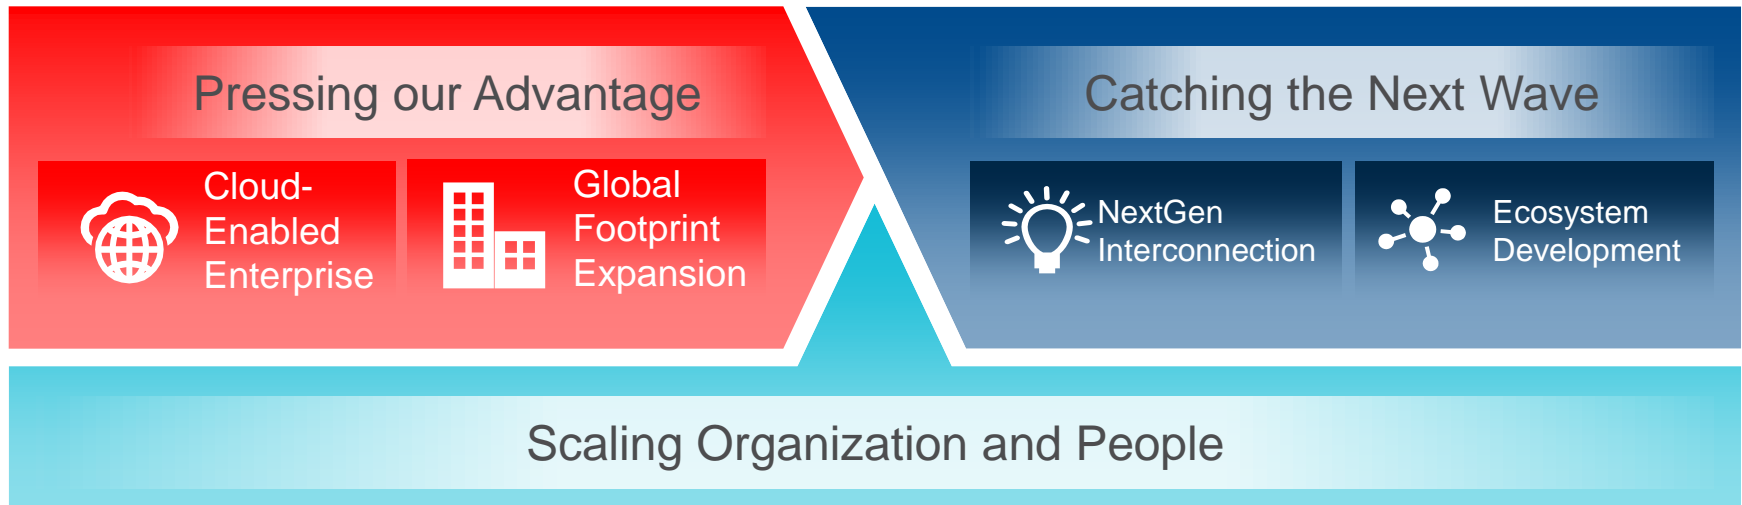 Pressing our Advantage
Cloud-
Enabled
Enterprise
Global
Footprint
Expansion
Catching the Next Wave
NextGen
Interconnection
Ecosystem
Development
Scaling Organization and People